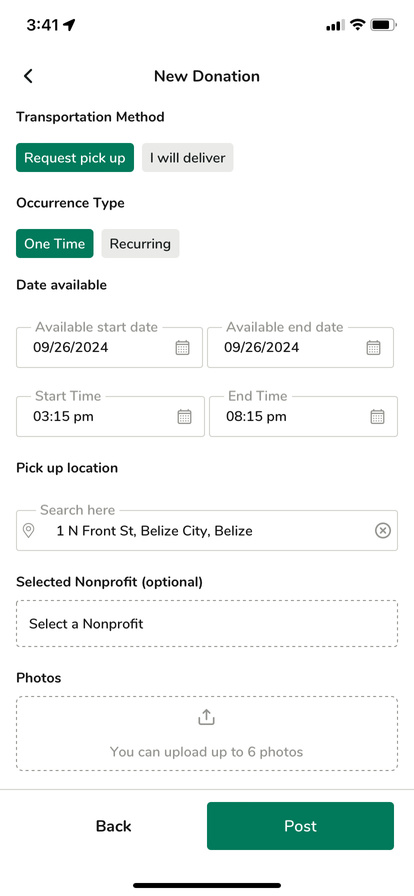 3:41
New Donation
Transportation Method
Request pick up I will deliver
Occurrence Type
One Time Recurring
Date available
Available start date Available end date
09/26/2024 09/26/2024
Start Time End Time
03:15 pm 08:15 pm
Pick up location
Search here
1 N Front St, Belize City, Belize
Selected Nonprofit (optional)
Select a Nonprofit
Photos
You can upload up to 6 photos
Back Post